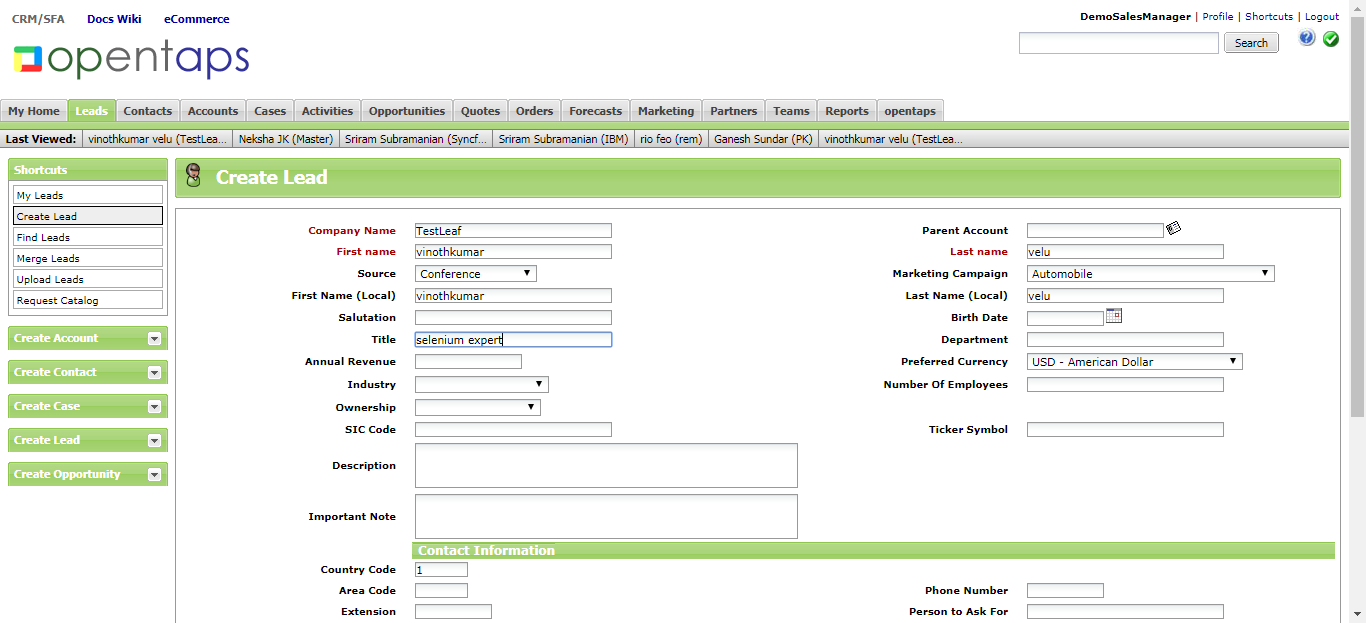 CRM/SFA Docs Wiki eCommerce
DemoSalesManager | Profile | Shortcuts | Logout
opentaps
Search
?
My Home Leads Contacts Accounts Cases Activities Opportunities Quotes Orders Forecasts Marketing Partners Teams Reports opentaps
Last Viewed: vinothkumar velu (TestLea... Neksha JK (Master) Sriram Subramanian (Syncf... Sriram Subramanian (IBM) rio feo (rem) Ganesh Sundar (PK) vinothkumar velu (TestLea...
Shortcuts
My Leads
Create Lead
Find Leads
Merge Leads
Upload Leads
Request Catalog
Create Account
Create Contact
Create Case
Create Lead
Create Opportunity
Create Lead
Company Name TestLeaf Parent Account
First name vinothkumar Last name velu
Source Conference Marketing Campaign Automobile
First Name (Local) vinothkumar Last Name (Local) velu
Salutation Birth Date
Title selenium expert Department
Annual Revenue Preferred Currency USD - American Dollar
Industry Number Of Employees
Ownership
SIC Code Ticker Symbol
Description
Important Note
Contact Information
Country Code 1
Area Code Phone Number
Extension Person to Ask For